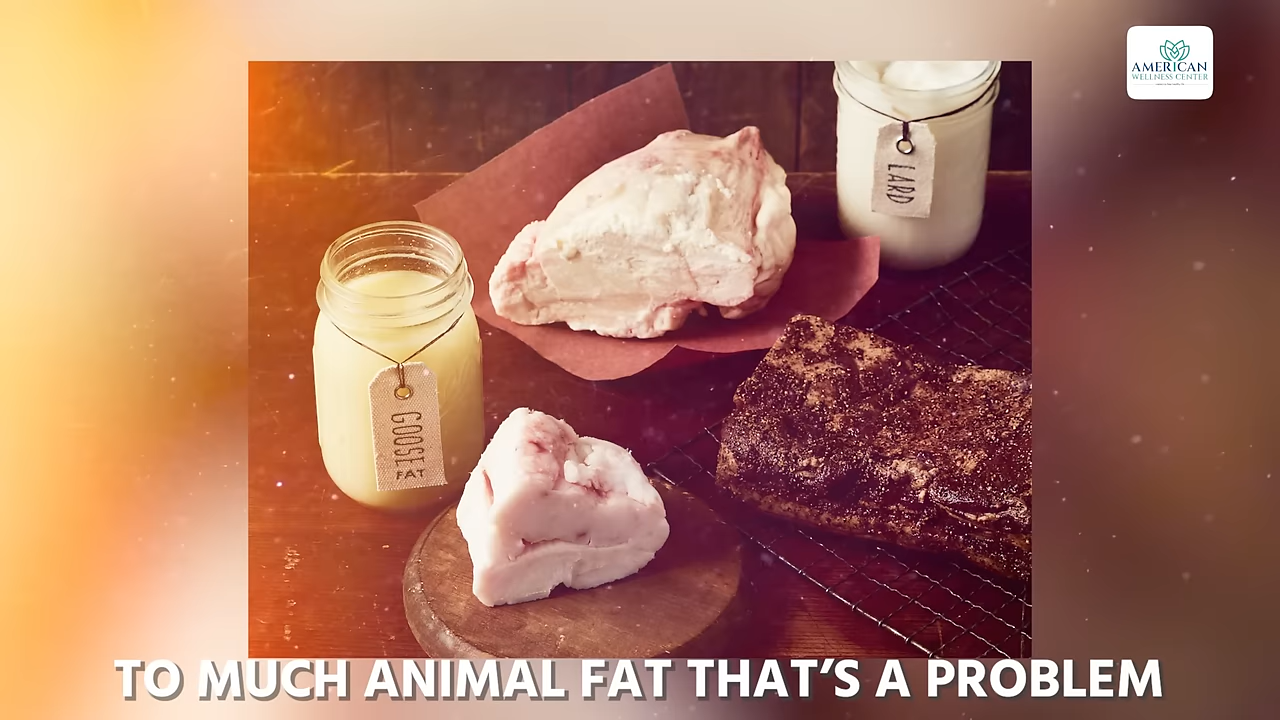 AMERICAN
WELLNESS CENTER
LARD
GOOSE
FAT
TO MUCH ANIMAL FAT THAT’S A PROBLEM